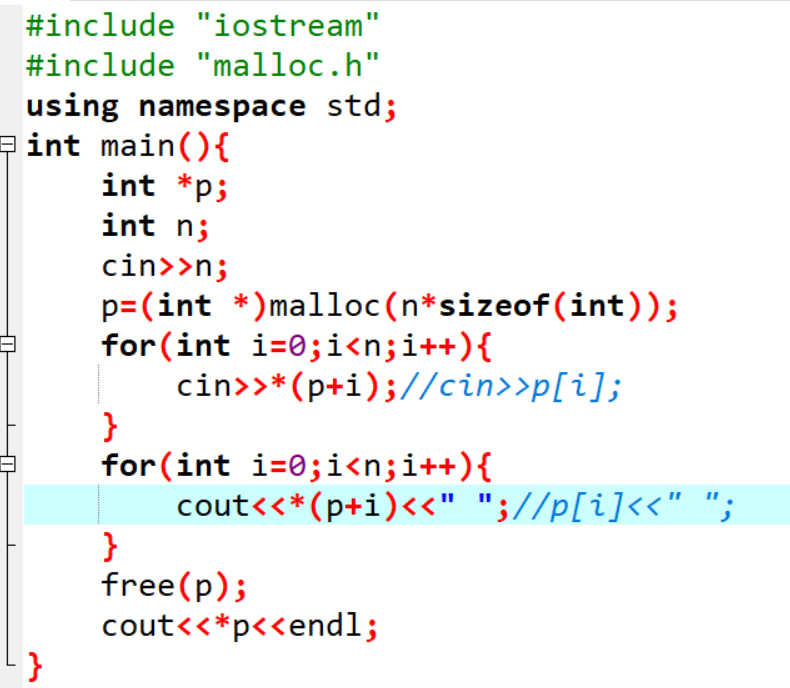 #include "iostream"
#include "malloc.h"
using namespace std;
int main(){
    int *p;
    int n;
    cin>>n;
    p=(int *)malloc(n*sizeof(int));
    for(int i=0;i<n;i++){
        cin>>*(p+i);//cin>>p[i];
    }
    for(int i=0;i<n;i++){
        cout<<*(p+i)<<" ";//p[i]<<" ";
    }
    free(p);
    cout<<*p<<endl;
}